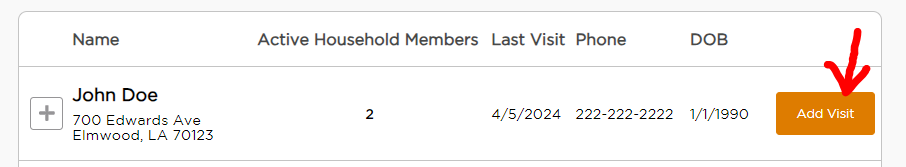 Name Active Household Members Last Visit Phone DOB
John Doe
700 Edwards Ave
Elmwood, LA 70123
2 4/5/2024 222-222-2222 1/1/1990 Add Visit